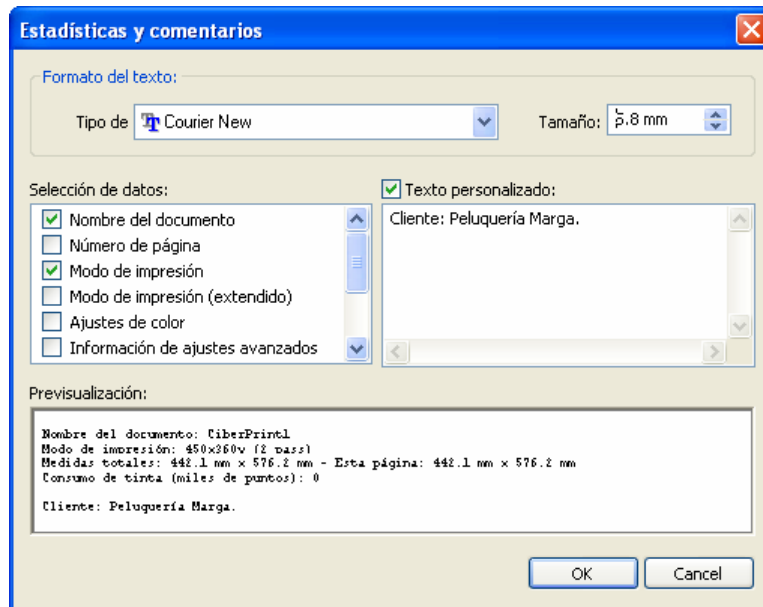 Estadísticas y comentarios
Formato del texto:
Tipo de
Courier New
Tamaño:
.8 mm
Selección de datos:
Nombre del documento
Número de página
Modo de impresión
Modo de impresión (extendido)
Ajustes de color
Información de ajustes avanzados
Texto personalizado:
Cliente: Peluquería Marga.
Previsualización:
Nombre del documento: CiberPrint1
Modo de impresión: 450x360v (2 pass)
Medidas totales: 442.1 mm x 576.2 mm - Esta página: 442.1 mm x 576.2 mm
Consumo de tinta (miles de puntos): 0
Cliente: Peluquería Marga.
OK
Cancel